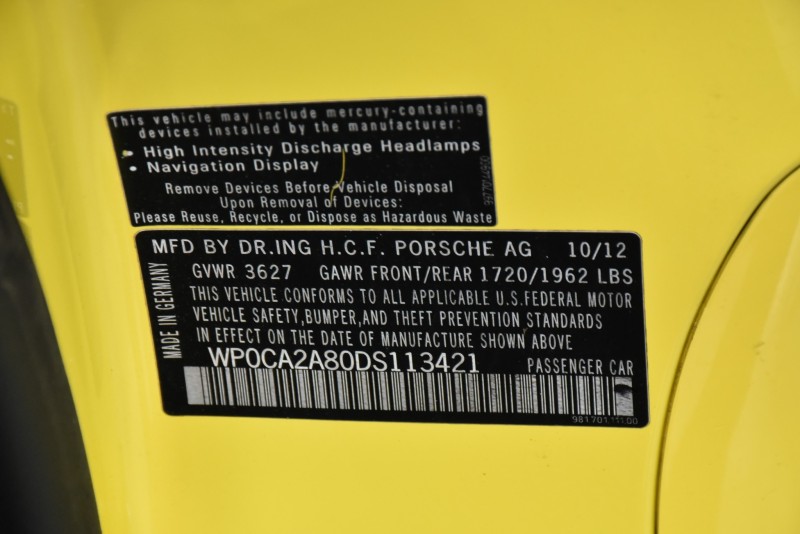 This vehicle may include mercury-containing
devices installed by the manufacturer:
• High Intensity Discharge Headlamps
• Navigation Display
Remove Devices Before Vehicle Disposal
Upon Removal of Devices:
Please Reuse, Recycle, or Dispose as Hazardous Waste
MFD BY DR.ING H.C.F. PORSCHE AG 10/12
GVWR 3627 GAWR FRONT/REAR 1720/1962 LBS
MADE IN GERMANY
THIS VEHICLE CONFORMS TO ALL APPLICABLE U.S.FEDERAL MOTOR
VEHICLE SAFETY,BUMPER,AND THEFT PREVENTION STANDARDS
IN EFFECT ON THE DATE OF MANUFACTURE SHOWN ABOVE
WP0CA2A80DS113421 PASSENGER CAR